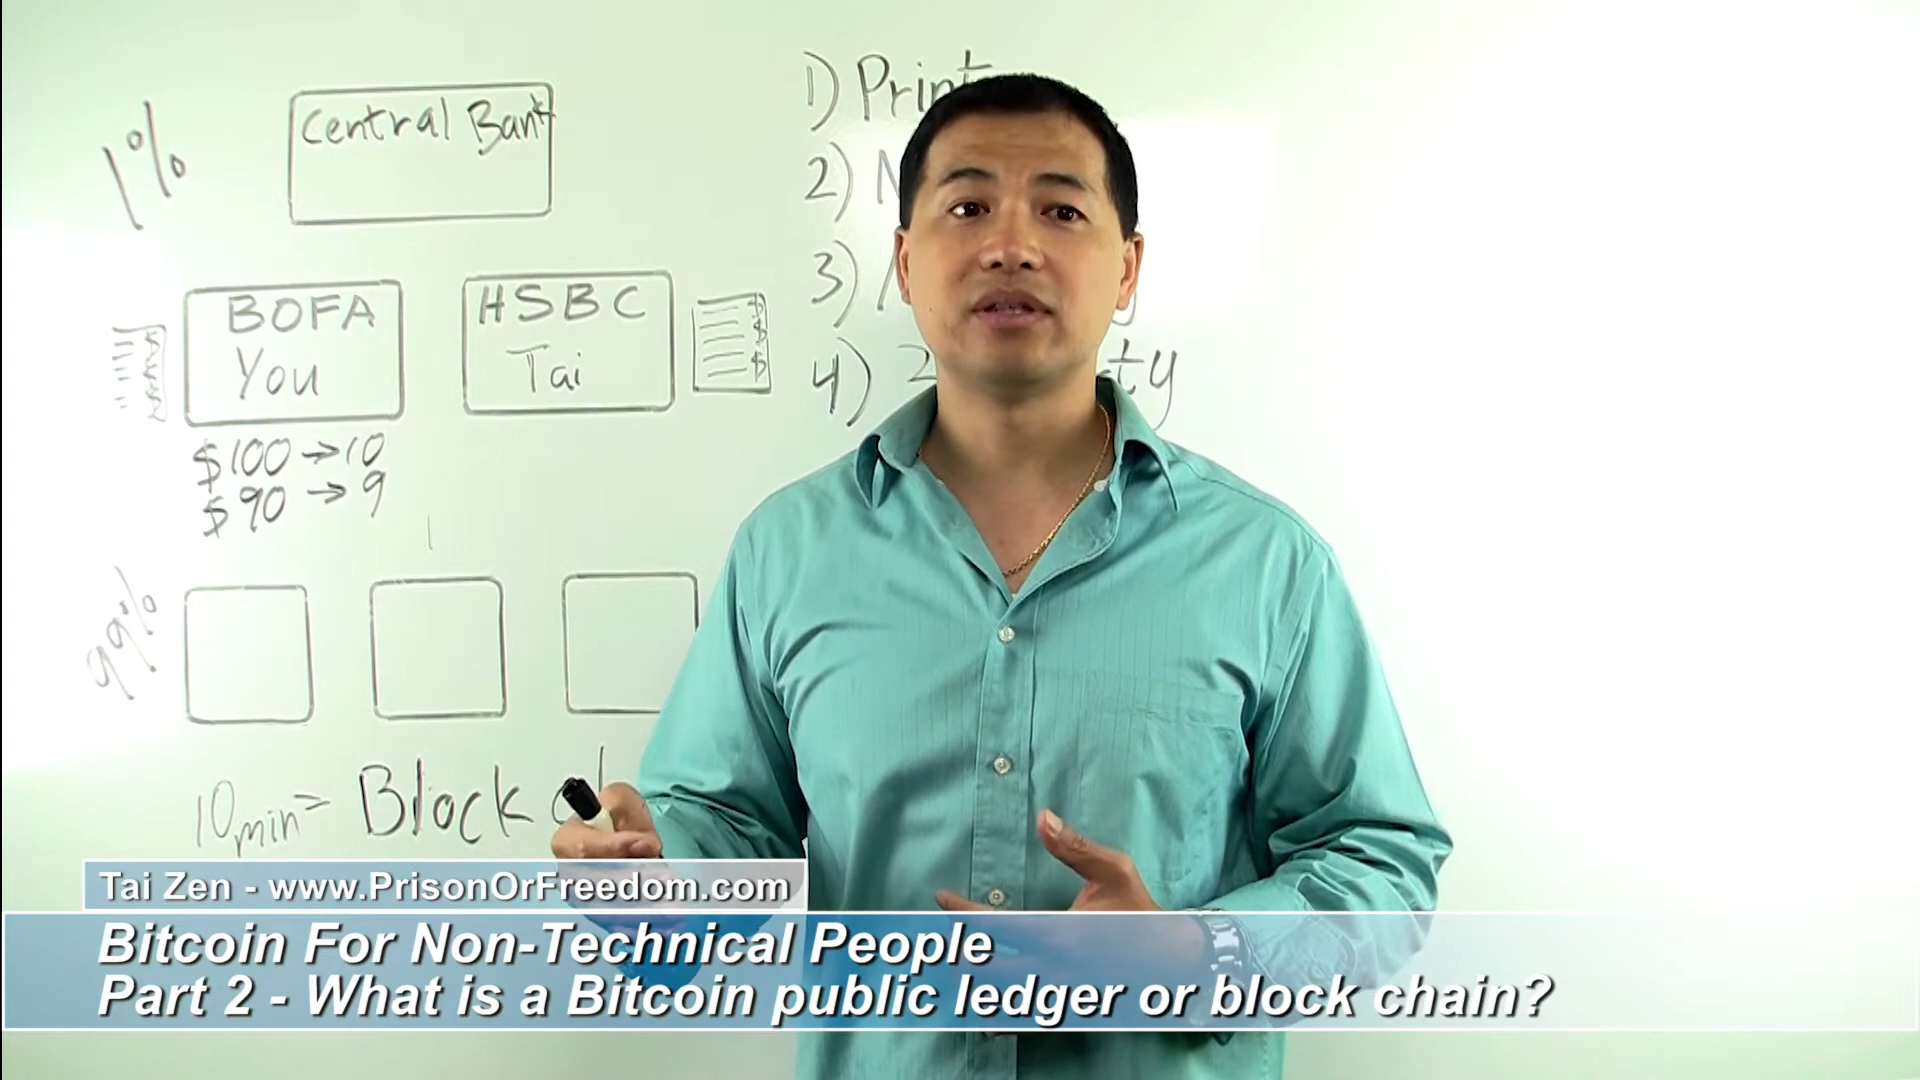 1%
Central Bank
1) Print
2)
3)
4)
BOFA
You
HSBC
Tai
$ $ $
$100 → 10
$90 → 9
99%
10min = Block
Tai Zen - www.PrisonOrFreedom.com
Bitcoin For Non-Technical People
Part 2 - What is a Bitcoin public ledger or block chain?